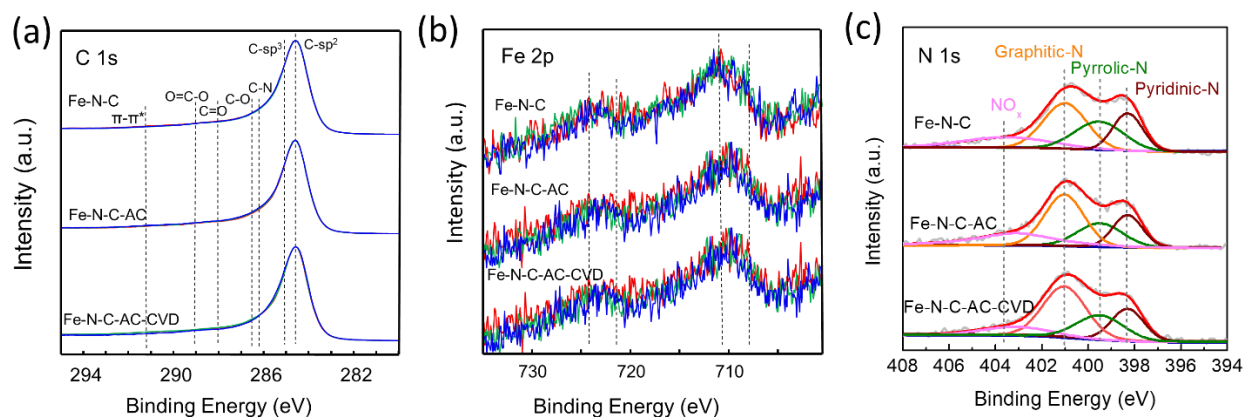 (a)
C 1s
C-sp³
C-sp²
C-N
C-O
O=C-O
C=O
π-π*
Fe-N-C
Fe-N-C-AC
Fe-N-C-AC-CVD
Intensity (a.u.)
294 290 284 280
Binding Energy (eV)
(b)
Fe 2p
Fe-N-C
Fe-N-C-AC
Fe-N-C-AC-CVD
Intensity (a.u.)
730 720 710
Binding Energy (eV)
(c)
N 1s
Graphitic-N
Pyrrolic-N
Pyridinic-N
NOₓ
Fe-N-C
Fe-N-C-AC
Fe-N-C-AC-CVD
Intensity (a.u.)
408 406 404 402 400 398 396 394
Binding Energy (eV)